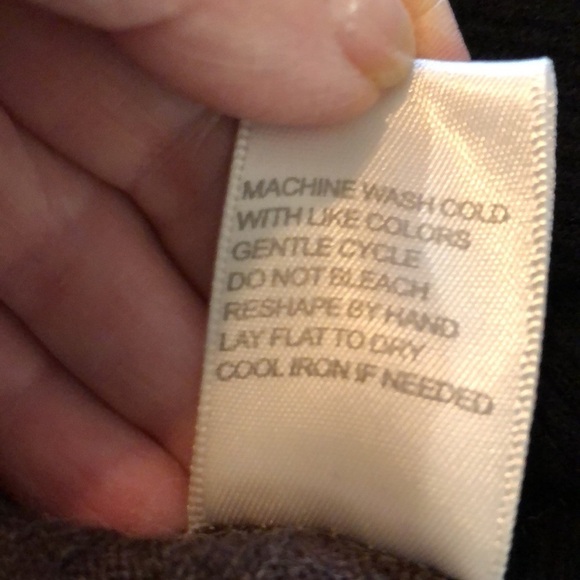 MACHINE WASH COLD
WITH LIKE COLORS
GENTLE CYCLE
DO NOT BLEACH
RESHAPE BY HAND
LAY FLAT TO DRY
COOL IRON IF NEEDED